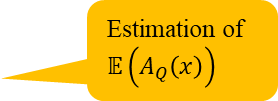 Estimation of
𝔼(A_Q(x))